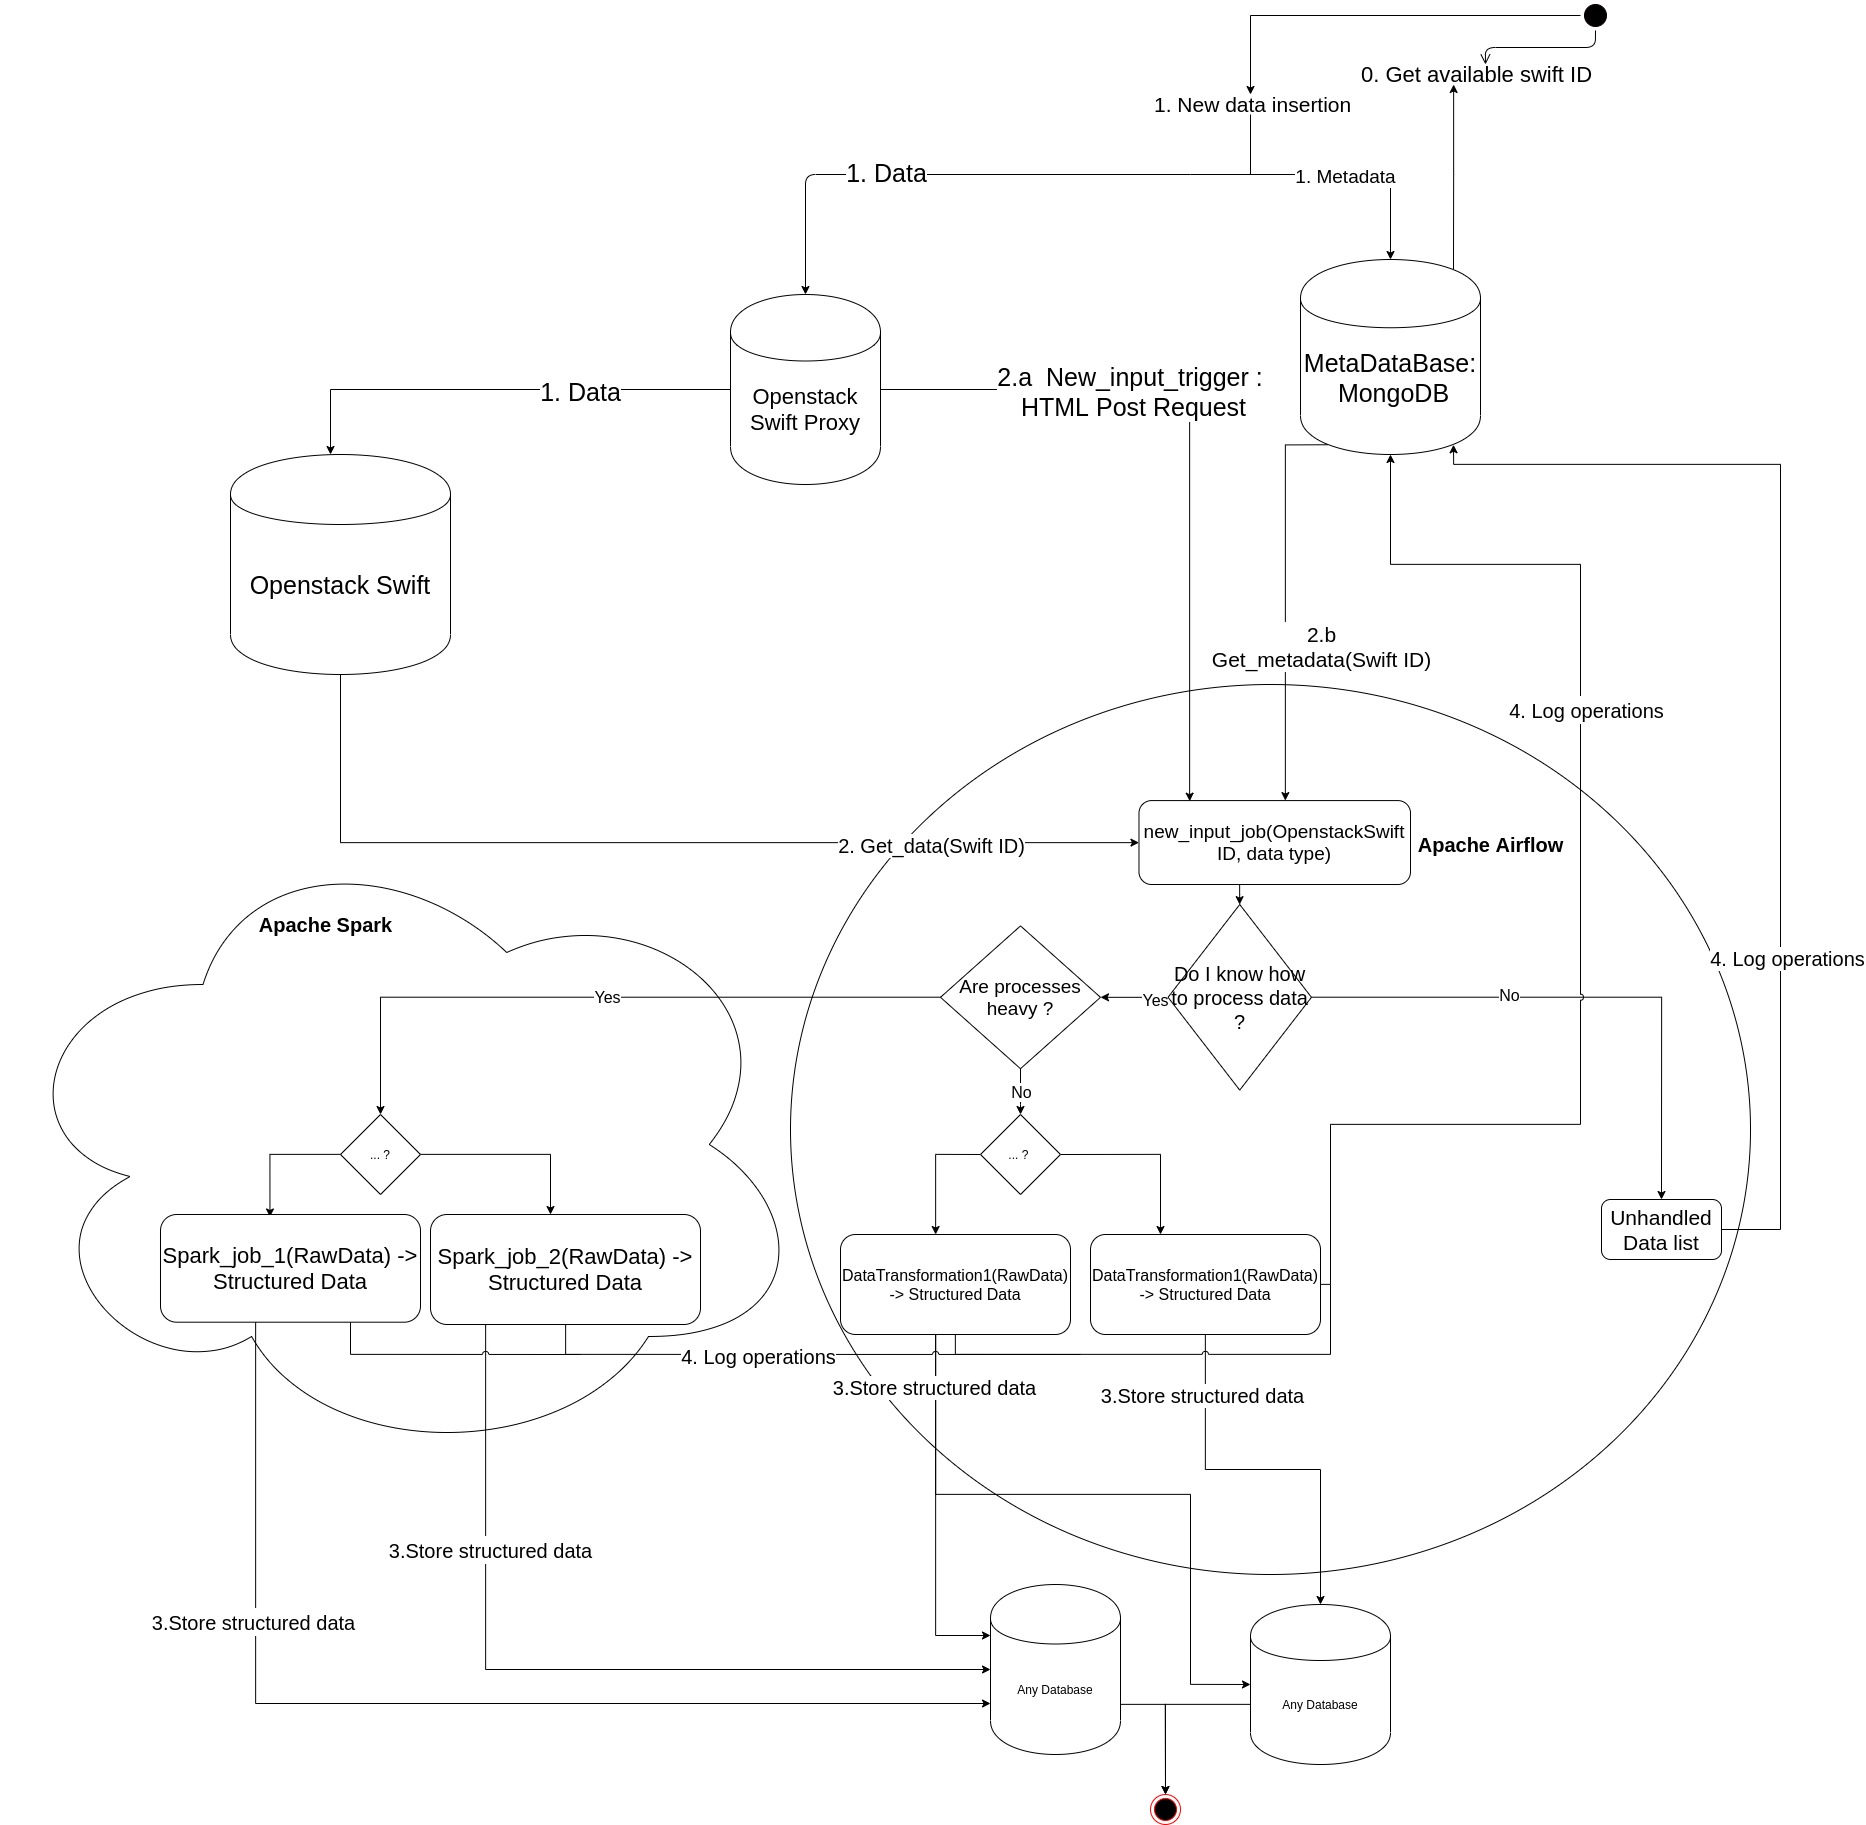 0. Get available swift ID
1. New data insertion
1. Data
1. Metadata
MetaDataBase:
MongoDB
2.a  New_input_trigger :
HTML Post Request
1. Data
Openstack
Swift Proxy
Openstack Swift
2.b
Get_metadata(Swift ID)
4. Log operations
new_input_job(OpenstackSwift
ID, data type)
Apache Airflow
2. Get_data(Swift ID)
Apache Spark
4. Log operations
Do I know how
to process data
?
Are processes
heavy ?
Yes
Yes
No
No
... ?
... ?
Unhandled
Data list
Spark_job_1(RawData) ->
Structured Data
Spark_job_2(RawData) ->
Structured Data
DataTransformation1(RawData)
-> Structured Data
DataTransformation1(RawData)
-> Structured Data
4. Log operations
3.Store structured data
3.Store structured data
3.Store structured data
3.Store structured data
Any Database
Any Database